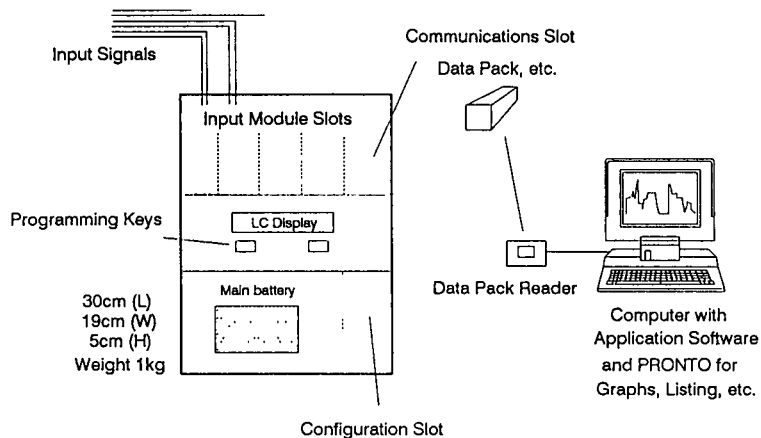 Input Signals
Communications Slot
Data Pack, etc.
Input Module Slots
Programming Keys
LC Display
Main battery
30cm (L)
19cm (W)
5cm (H)
Weight 1kg
Configuration Slot
Data Pack Reader
Computer with
Application Software
and PRONTO for
Graphs, Listing, etc.